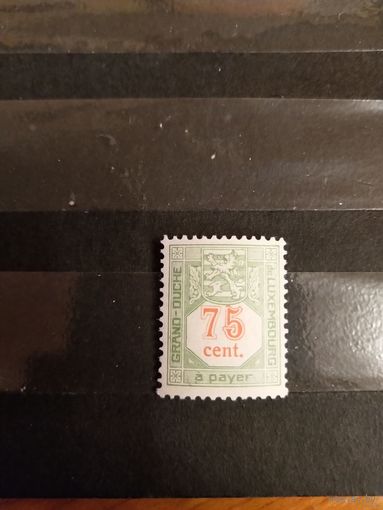 GRAND-DUCHÉ
de LUXEMBOURG
75
cent.
à payer